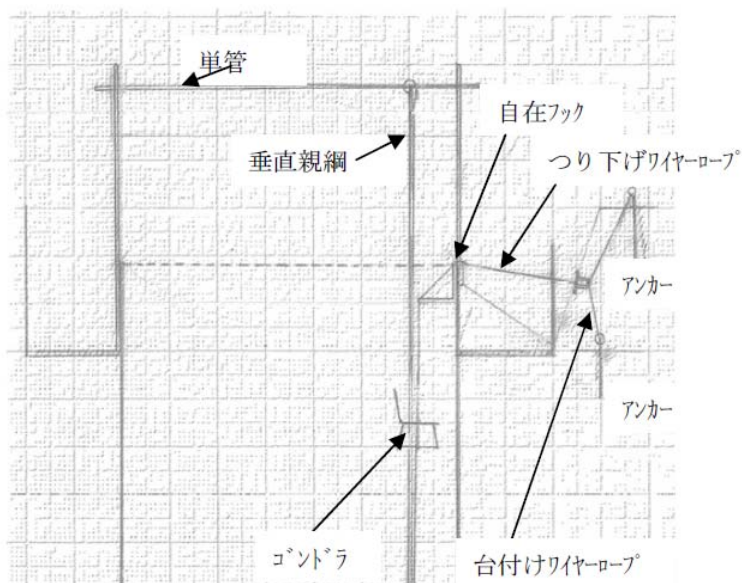 単管
自在ﾌｯｸ
垂直親綱
つり下げﾜｲﾔｰﾛｰﾌﾟ
ｱﾝｶｰ
ｱﾝｶｰ
ｺﾞﾝﾄﾞﾗ
台付けﾜｲﾔｰﾛｰﾌﾟ